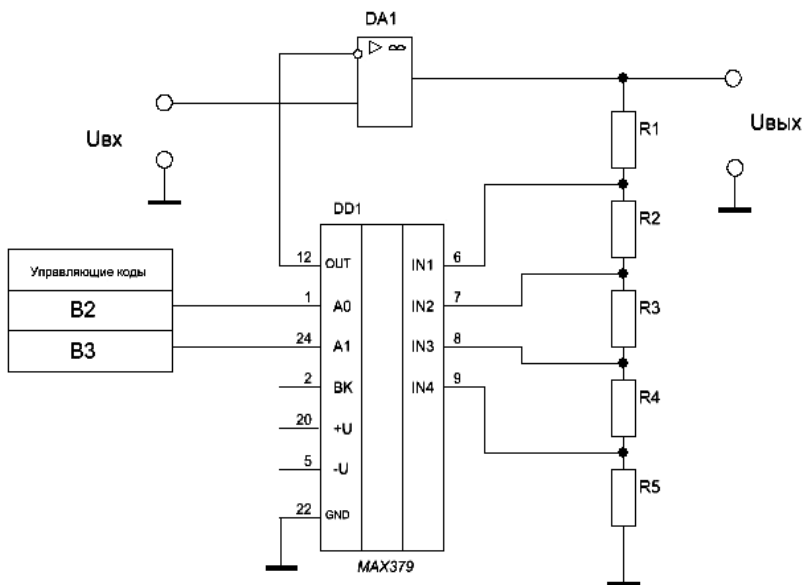 DA1
▷ ∞
Uвх
R1
Uвых
R2
DD1
12 OUT
IN1 6
Управляющие коды
B2
1 A0
IN2 7
R3
B3
24 A1
IN3 8
2 BK
IN4 9
R4
20 +U
5 -U
R5
22 GND
MAX379